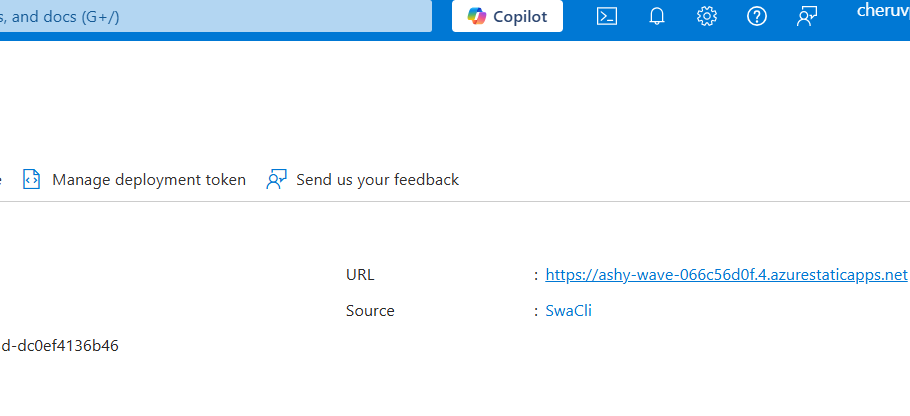 s, and docs (G+/)
Copilot
cheruv
Manage deployment token
Send us your feedback
URL : https://ashy-wave-066c56d0f.4.azurestaticapps.net
Source : SwaCli
d-dc0ef4136b46